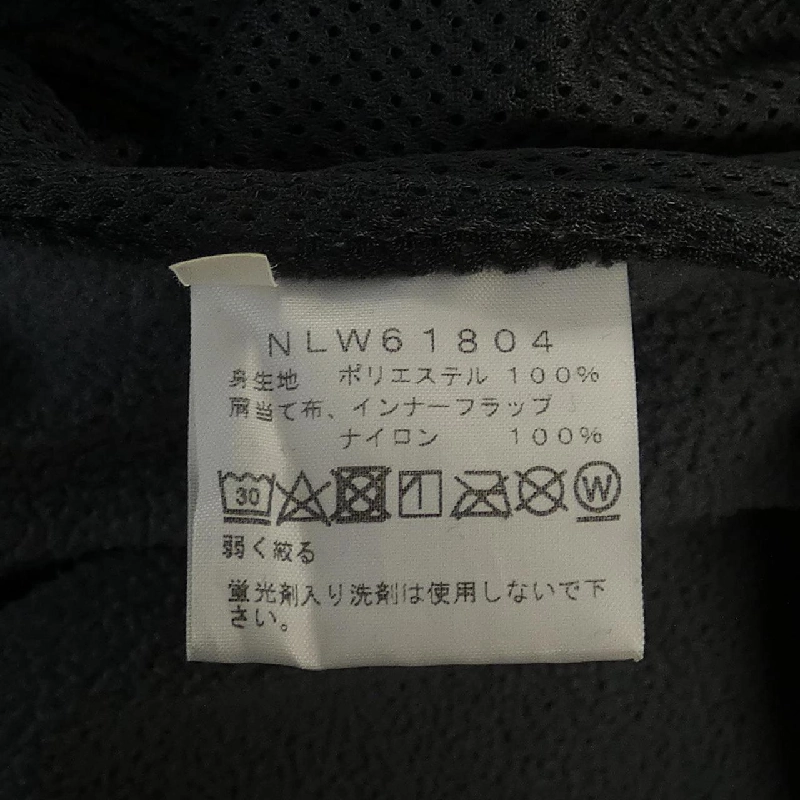 NLW61804
身生地 ポリエステル 100%
肩当て布、インナーフラップ
ナイロン 100%
30 W
弱く絞る
蛍光剤入り洗剤は使用しないで下
さい。